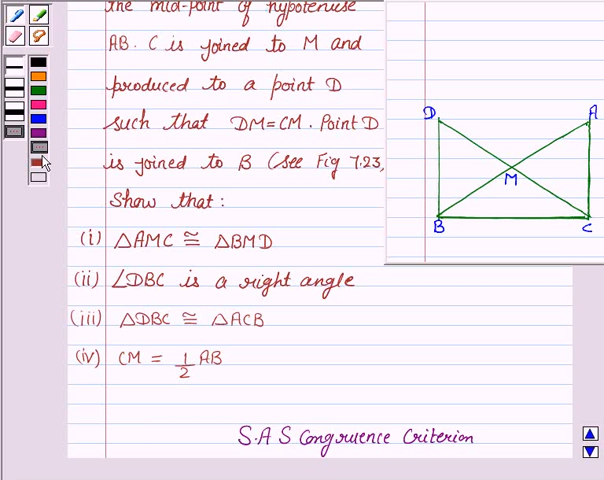 the mid-point of hypotenuse
AB. C is joined to M and
produced to a point D
such that DM=CM. Point D
is joined to B (see Fig 7.23,
Show that:
(i) △AMC ≅ △BMD
(ii) ∠DBC is a right angle
(iii) △DBC ≅ △ACB
(iv) CM = 1/2 AB
S.A S Congruence Criterion
D
A
M
B
C